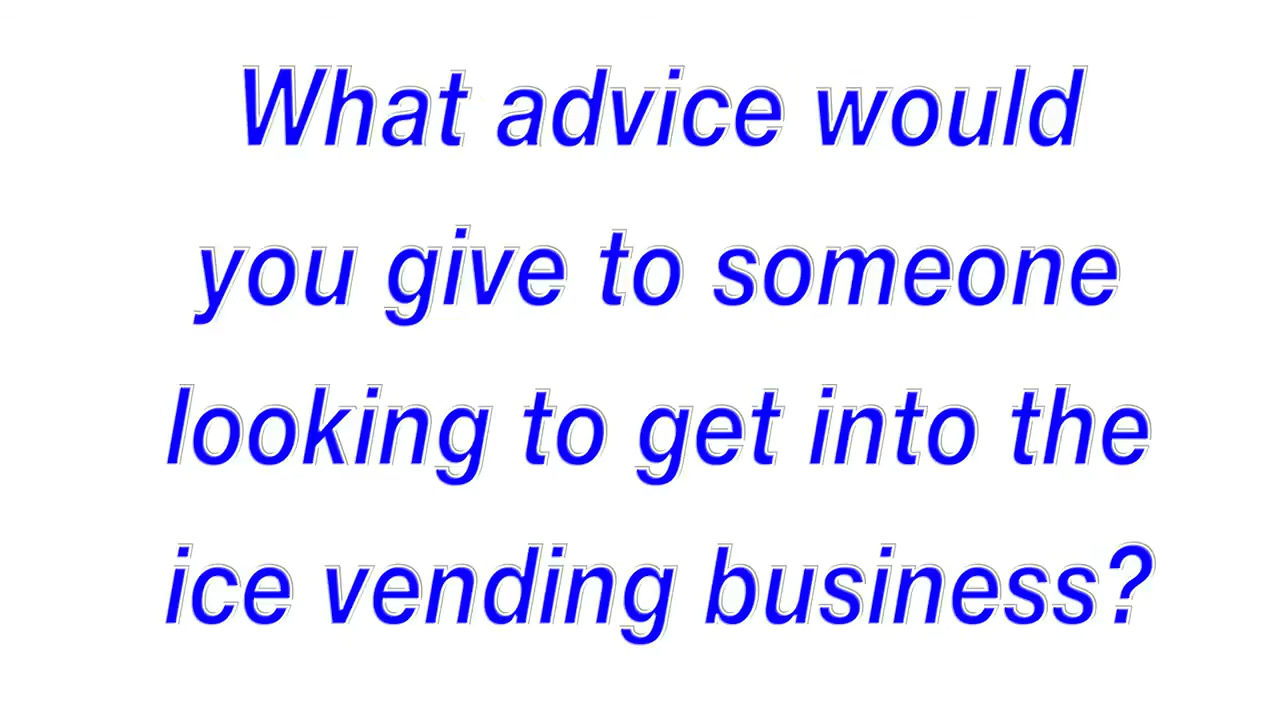 What advice would
you give to someone
looking to get into the
ice vending business?